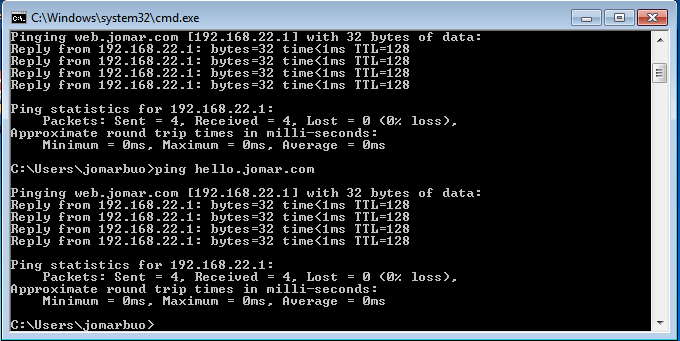 C:\Windows\system32\cmd.exe
Pinging web.jomar.com [192.168.22.1] with 32 bytes of data:
Reply from 192.168.22.1: bytes=32 time<1ms TTL=128
Reply from 192.168.22.1: bytes=32 time<1ms TTL=128
Reply from 192.168.22.1: bytes=32 time<1ms TTL=128
Reply from 192.168.22.1: bytes=32 time<1ms TTL=128
Ping statistics for 192.168.22.1:
Packets: Sent = 4, Received = 4, Lost = 0 (0% loss),
Approximate round trip times in milli-seconds:
Minimum = 0ms, Maximum = 0ms, Average = 0ms
C:\Users\jomarbuo>ping hello.jomar.com
Pinging web.jomar.com [192.168.22.1] with 32 bytes of data:
Reply from 192.168.22.1: bytes=32 time<1ms TTL=128
Reply from 192.168.22.1: bytes=32 time<1ms TTL=128
Reply from 192.168.22.1: bytes=32 time<1ms TTL=128
Reply from 192.168.22.1: bytes=32 time<1ms TTL=128
Ping statistics for 192.168.22.1:
Packets: Sent = 4, Received = 4, Lost = 0 (0% loss),
Approximate round trip times in milli-seconds:
Minimum = 0ms, Maximum = 0ms, Average = 0ms
C:\Users\jomarbuo>